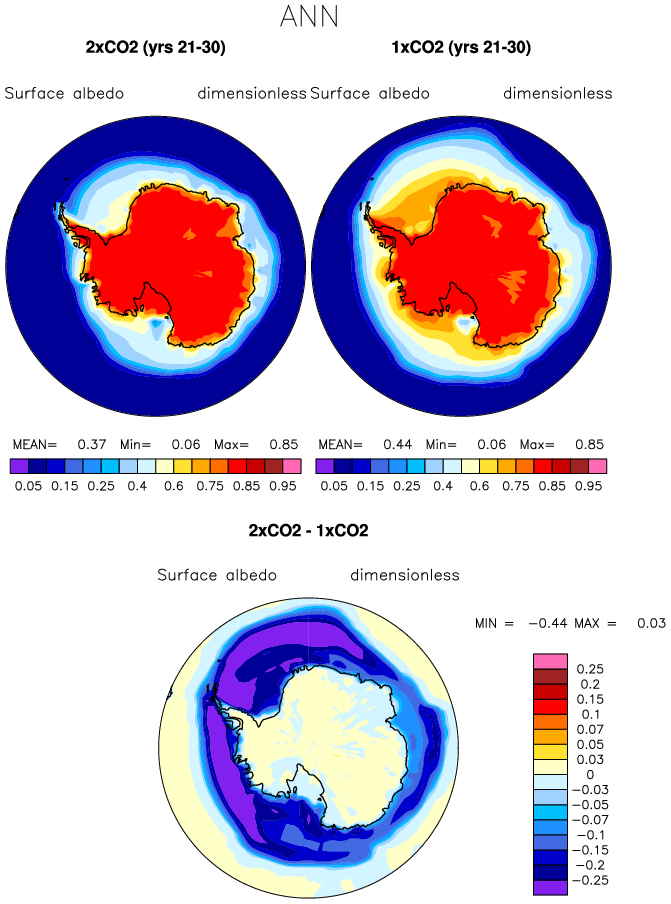 ANN
2xCO2 (yrs 21-30) 1xCO2 (yrs 21-30)
Surface albedo dimensionless Surface albedo dimensionless
MEAN= 0.37 Min= 0.06 Max= 0.85 MEAN= 0.44 Min= 0.06 Max= 0.85
0.05 0.15 0.25 0.4 0.6 0.75 0.85 0.95 0.05 0.15 0.25 0.4 0.6 0.75 0.85 0.95
2xCO2 - 1xCO2
Surface albedo dimensionless
MIN = -0.44 MAX = 0.03
0.25
0.2
0.15
0.1
0.07
0.05
0.03
0
-0.03
-0.05
-0.07
-0.1
-0.15
-0.2
-0.25